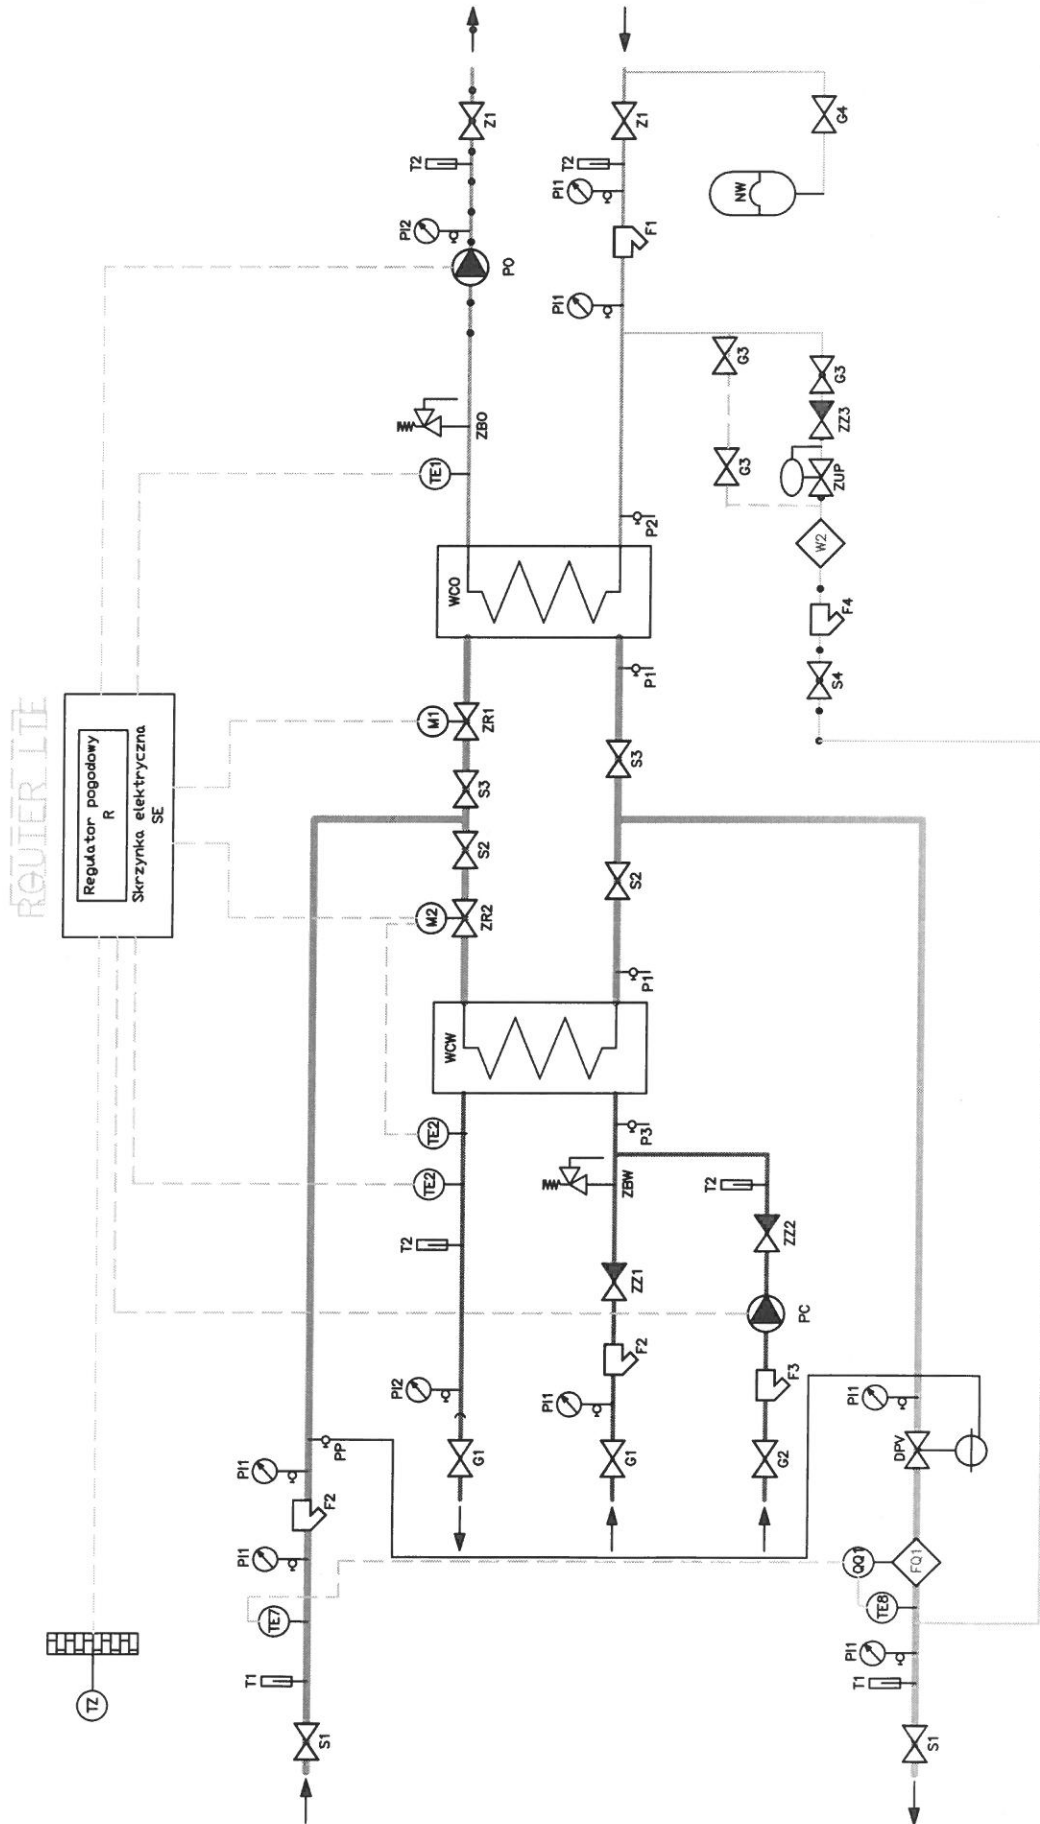 ROUTER LTE
Regulator pogodowy
R
Skrzynka elektryczna
SE
TZ
S1
T1
TE7
PI1
F2
PI1
PP
G1
PI2
T2
TE2
TE2
WCW
ZR2
M2
S2
S3
ZR1
M1
WCO
TE1
ZBO
PO
PI2
T2
Z1
G1
PI1
F2
ZZ1
ZBW
P3
P1
S2
S3
P1
P2
PI1
F1
PI1
T2
Z1
G2
F3
PC
ZZ2
T2
NW
G4
G3
G3
S4
F4
W2
ZUP
ZZ3
G3
S1
T1
PI1
TE8
QQ1
FQ1
DPV
PI1